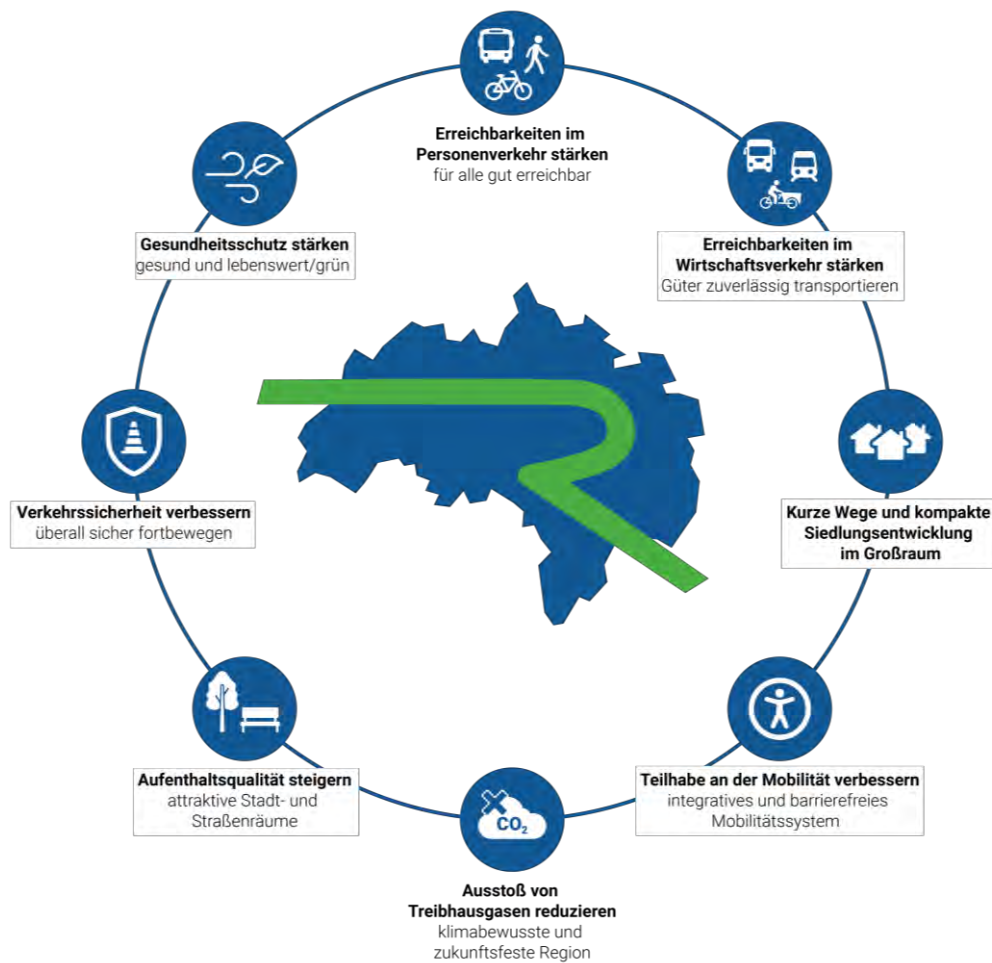 Erreichbarkeiten im
Personenverkehr stärken
für alle gut erreichbar
Erreichbarkeiten im
Wirtschaftsverkehr stärken
Güter zuverlässig transportieren
Kurze Wege und kompakte
Siedlungsentwicklung
im Großraum
Teilhabe an der Mobilität verbessern
integratives und barrierefreies
Mobilitätssystem
CO₂
Ausstoß von
Treibhausgasen reduzieren
klimabewusste und
zukunftsfeste Region
Aufenthaltsqualität steigern
attraktive Stadt- und
Straßenräume
Verkehrssicherheit verbessern
überall sicher fortbewegen
Gesundheitsschutz stärken
gesund und lebenswert/grün